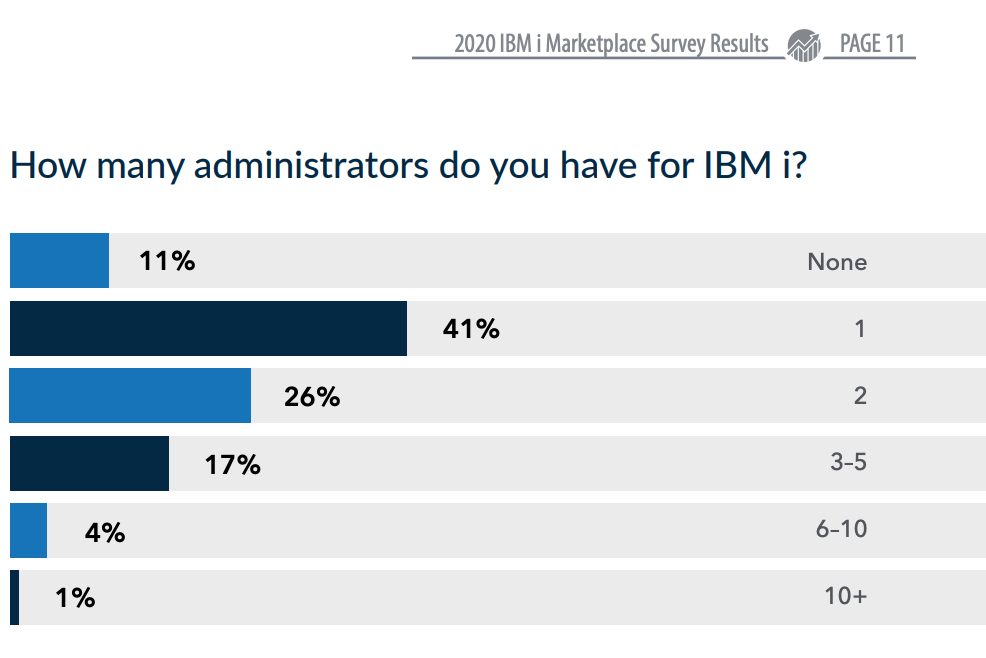 2020 IBM i Marketplace Survey Results PAGE 11
How many administrators do you have for IBM i?
11% None
41% 1
26% 2
17% 3–5
4% 6–10
1% 10+